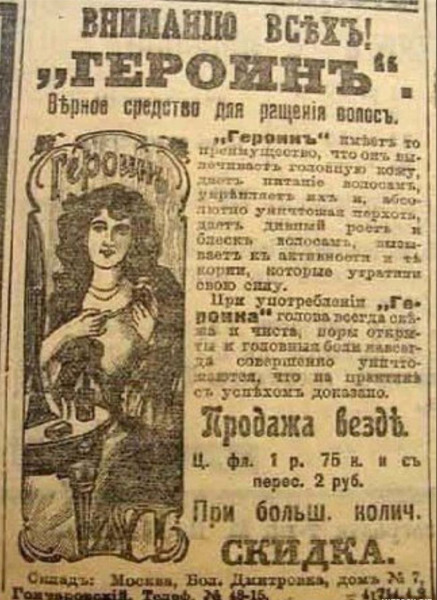 ВНИМАНІЮ ВСѢХЪ!
„ГЕРОИНЪ“.
Вѣрное средство для ращенія волосъ.
Героинъ
„Героинъ“ имѣетъ то
преимущество, что онъ вы-
лечиваетъ головную кожу,
даетъ питаніе волосамъ,
укрѣпляетъ ихъ и, абсо-
лютно уничтожая перхоть,
даетъ дивный ростъ и
блескъ волосамъ, вызы-
ваетъ къ активности и тѣ
корни, которые утратили
свою силу.
При употребленіи „Ге-
роина“ голова всегда свѣ-
жа и чиста, поры откры-
ты и головныя боли навсег-
да совершенно уничто-
жаются, что на практикѣ
съ успѣхомъ доказано.
Продажа вездѣ.
Ц. фл. 1 р. 75 к. и съ
перес. 2 руб.
При больш. колич.
СКИДКА.
Складъ: Москва, Бол. Дмитровка, домъ № 7,
Гончаровскій. Телеф. № 48-15.